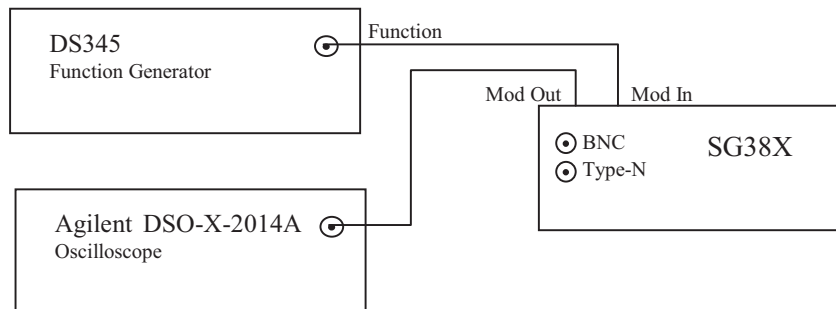 DS345
Function Generator
Function
Mod Out
Mod In
BNC
Type-N
SG38X
Agilent DSO-X-2014A
Oscilloscope